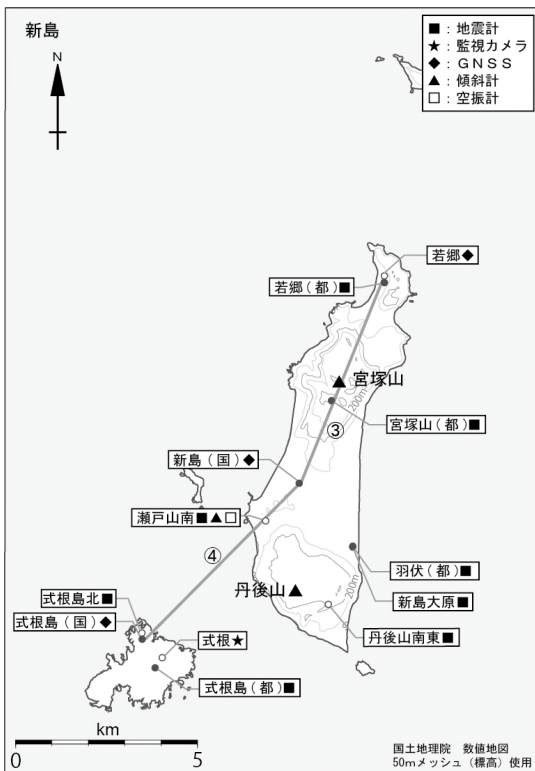 新島
N
■：地震計
★：監視カメラ
◆：GNSS
▲：傾斜計
□：空振計
若郷◆
若郷（都）■
宮塚山
200m
宮塚山（都）■
③
新島（国）◆
瀬戸山南■▲□
④
羽伏（都）■
丹後山
200m
新島大原■
式根島北■
式根島（国）◆
式根★
丹後山南東■
式根島（都）■
km
0
5
国土地理院　数値地図
50mメッシュ（標高）使用